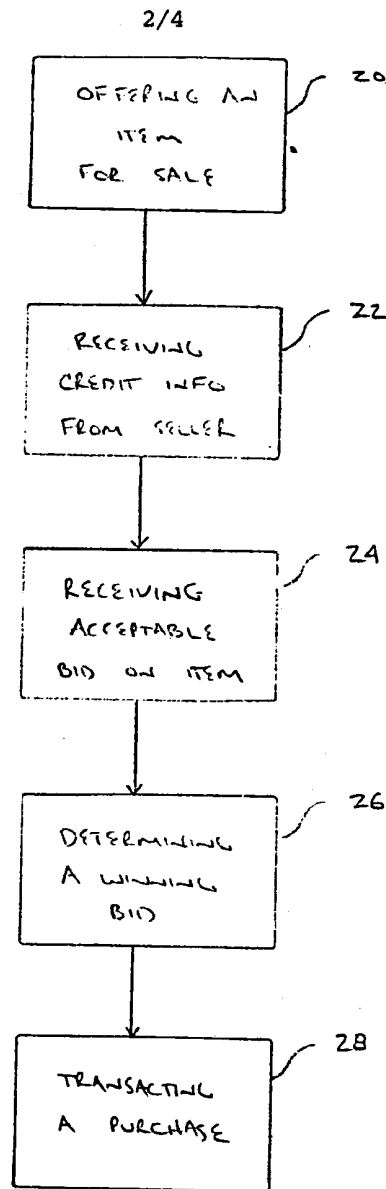 2/4
20
OFFERING AN
ITEM
FOR SALE
22
RECEIVING
CREDIT INFO
FROM SELLER
24
RECEIVING
ACCEPTABLE
BID ON ITEM
26
DETERMINING
A WINNING
BID
28
TRANSACTING
A PURCHASE